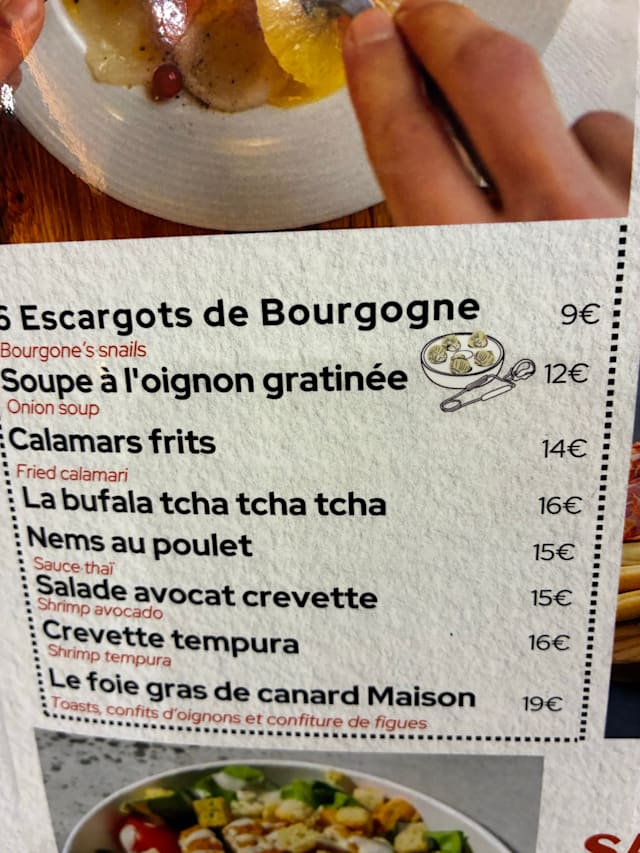 6 Escargots de Bourgogne 9€
Bourgone's snails
Soupe à l'oignon gratinée 12€
Onion soup
Calamars frits 14€
Fried calamari
La bufala tcha tcha tcha 16€
Nems au poulet 15€
Sauce thaï
Salade avocat crevette 15€
Shrimp avocado
Crevette tempura 16€
Shrimp tempura
Le foie gras de canard Maison 19€
Toasts, confits d'oignons et confiture de figues